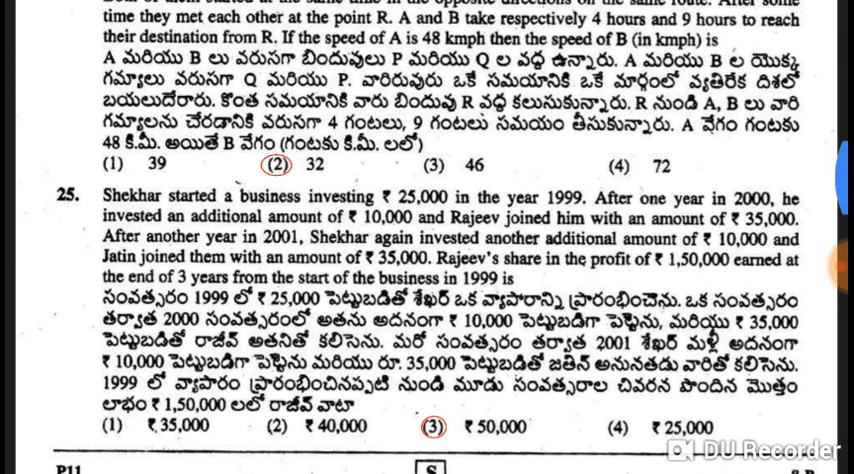 time they met each other at the point R. A and B take respectively 4 hours and 9 hours to reach
their destination from R. If the speed of A is 48 kmph then the speed of B (in kmph) is
A మరియు B లు వరుసగా బిందువులు P మరియు Q ల వద్ద ఉన్నారు. A మరియు B ల యొక్క
గమ్యాలు వరుసగా Q మరియు P. వారిరువురు ఒకే సమయానికి ఒకే మార్గంలో వ్యతిరేక దిశలో
బయలుదేరారు. కొంత సమయానికి వారు బిందువు R వద్ద కలుసుకున్నారు. R నుండి A, B లు వారి
గమ్యాలను చేరడానికి వరుసగా 4 గంటలు, 9 గంటలు సమయం తీసుకున్నారు. A వేగం గంటకు
48 కి.మీ. అయితే B వేగం (గంటకు కి.మీ. లలో)
(1) 39 (2) 32 (3) 46 (4) 72
25. Shekhar started a business investing ₹ 25,000 in the year 1999. After one year in 2000, he
invested an additional amount of ₹ 10,000 and Rajeev joined him with an amount of ₹ 35,000.
After another year in 2001, Shekhar again invested another additional amount of ₹ 10,000 and
Jatin joined them with an amount of ₹ 35,000. Rajeev's share in the profit of ₹ 1,50,000 earned at
the end of 3 years from the start of the business in 1999 is
సంవత్సరం 1999 లో ₹ 25,000 పెట్టుబడితో శేఖర్ ఒక వ్యాపారాన్ని ప్రారంభించెను. ఒక సంవత్సరం
తర్వాత 2000 సంవత్సరంలో అతను అదనంగా ₹ 10,000 పెట్టుబడిగా పెట్టెను, మరియు ₹ 35,000
పెట్టుబడితో రాజీవ్ అతనితో కలిసెను. మరో సంవత్సరం తర్వాత 2001 శేఖర్ మళ్లీ అదనంగా
₹ 10,000 పెట్టుబడిగా పెట్టెను మరియు రూ. 35,000 పెట్టుబడితో జతిన్ అనునతడు వారితో కలిసెను.
1999 లో వ్యాపారం ప్రారంభించినప్పటి నుండి మూడు సంవత్సరాల చివరన పొందిన మొత్తం
లాభం ₹ 1,50,000 లలో రాజీవ్ వాటా
(1) ₹ 35,000 (2) ₹ 40,000 (3) ₹ 50,000 (4) ₹ 25,000
DU Recorder
P11 S